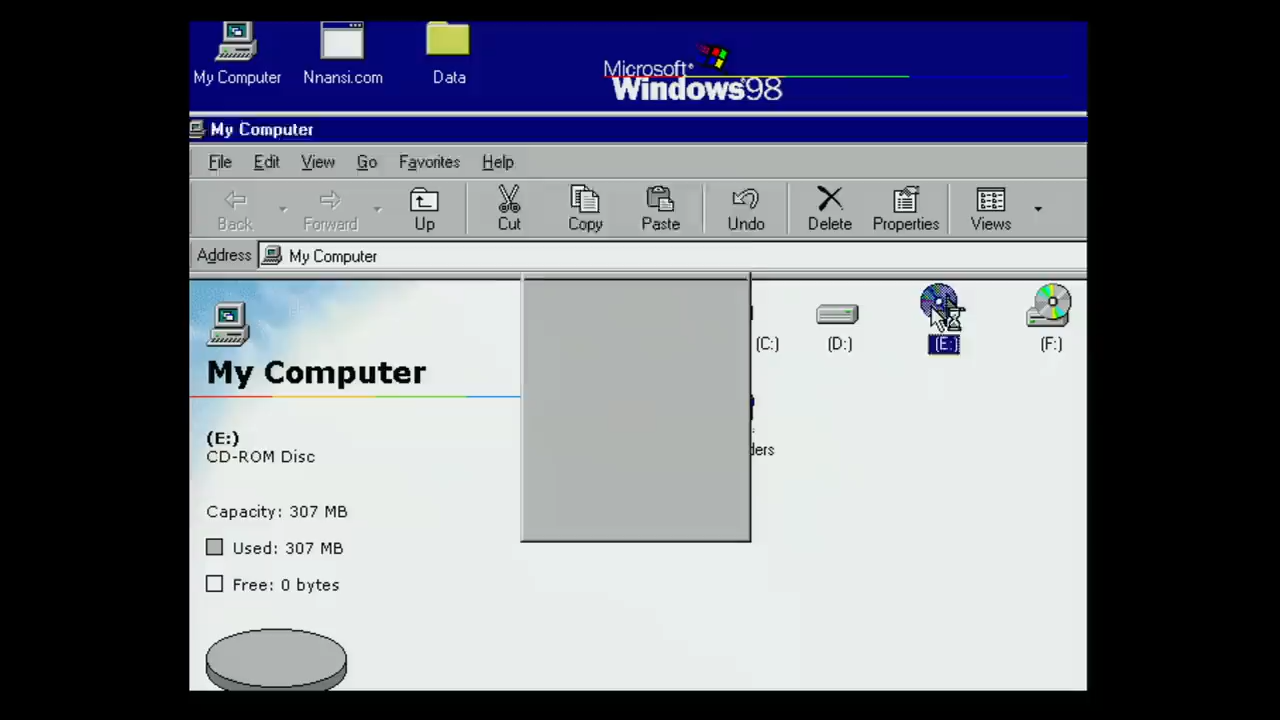 My Computer
Nnansi.com
Data
Microsoft
Windows98
My Computer
File Edit View Go Favorites Help
Back Forward Up Cut Copy Paste Undo Delete Properties Views
Address My Computer
(C:) (D:) (E:) (F:)
My Computer
ders
(E:)
CD-ROM Disc
Capacity: 307 MB
Used: 307 MB
Free: 0 bytes